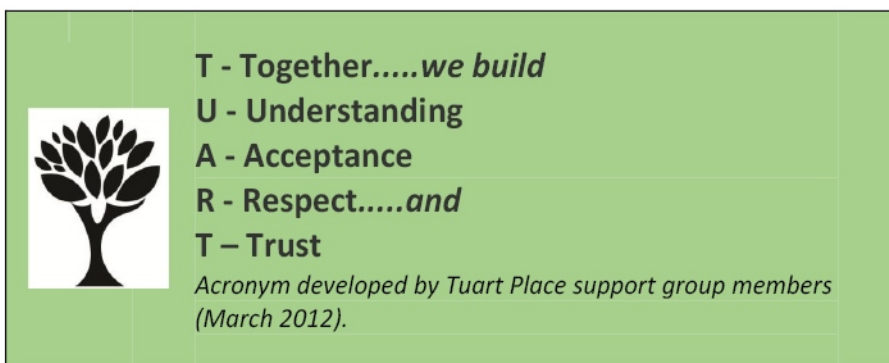 T - Together.....we build
U - Understanding
A - Acceptance
R - Respect.....and
T – Trust
Acronym developed by Tuart Place support group members
(March 2012).